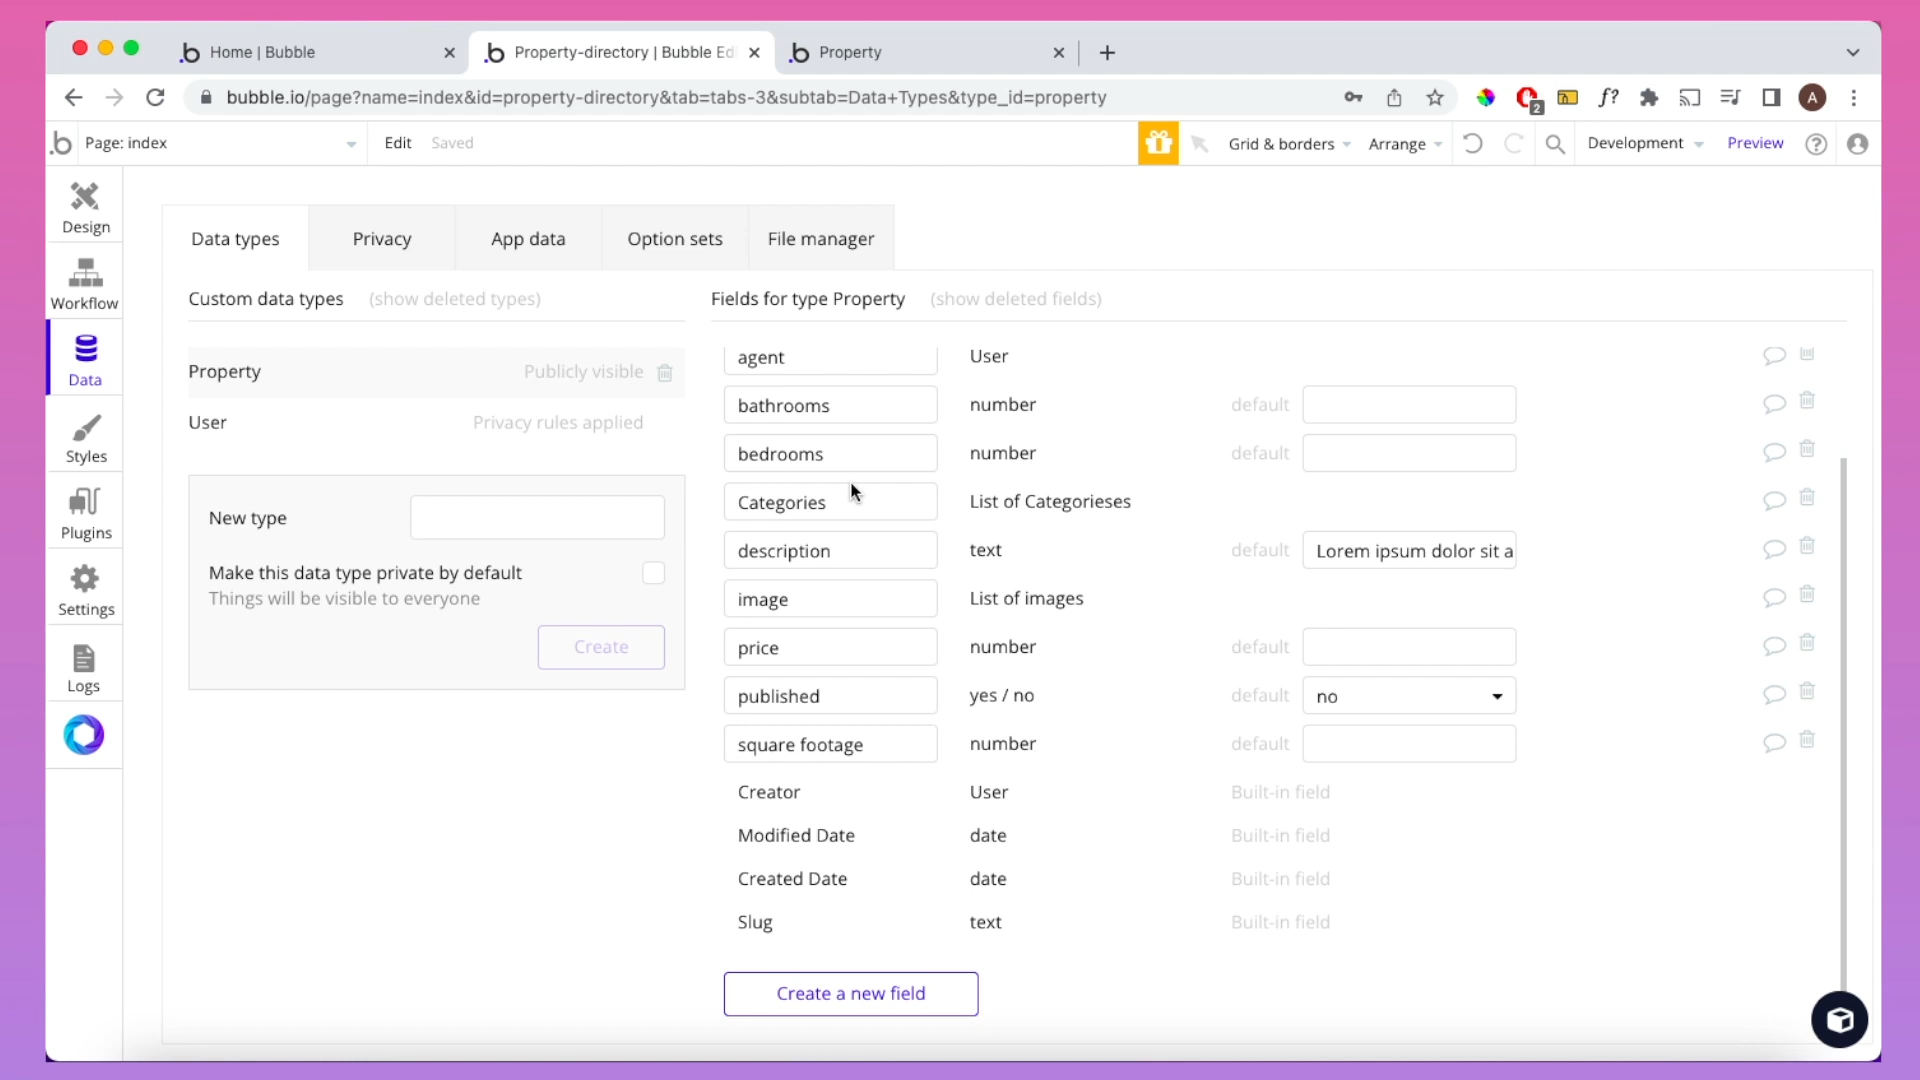 Home | Bubble
Property-directory | Bubble Ed
Property
bubble.io/page?name=index&id=property-directory&tab=tabs-3&subtab=Data+Types&type_id=property
2
f?
A
Page: index
Edit
Saved
Grid & borders
Arrange
Development
Preview
Design
Workflow
Data
Styles
Plugins
Settings
Logs
Data types
Privacy
App data
Option sets
File manager
Custom data types
(show deleted types)
Property
Publicly visible
User
Privacy rules applied
New type
Make this data type private by default
Things will be visible to everyone
Create
Fields for type Property
(show deleted fields)
agent
User
bathrooms
number
default
bedrooms
number
default
Categories
List of Categorieses
description
text
default
Lorem ipsum dolor sit a
image
List of images
price
number
default
published
yes / no
default
no
square footage
number
default
Creator
User
Built-in field
Modified Date
date
Built-in field
Created Date
date
Built-in field
Slug
text
Built-in field
Create a new field